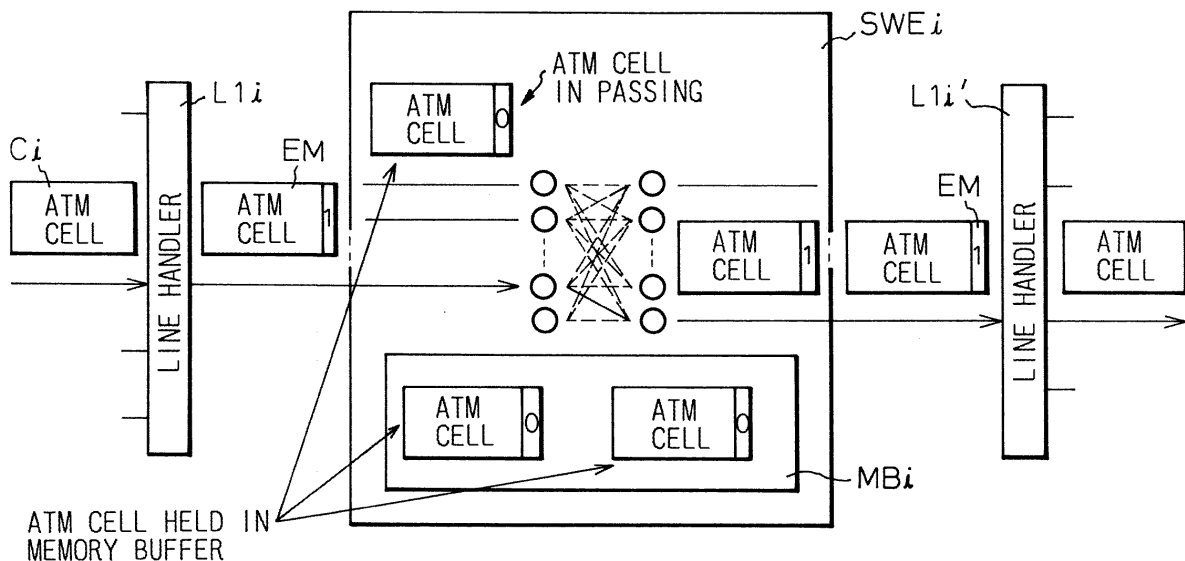 SWEi
ATM CELL
IN PASSING
L1i
ATM
CELL
0
L1i′
Ci
EM
ATM
CELL
ATM
CELL
1
EM
ATM
CELL
1
ATM
CELL
1
ATM
CELL
LINE HANDLER
LINE HANDLER
ATM
CELL
0
ATM
CELL
0
MBi
ATM CELL HELD IN
MEMORY BUFFER